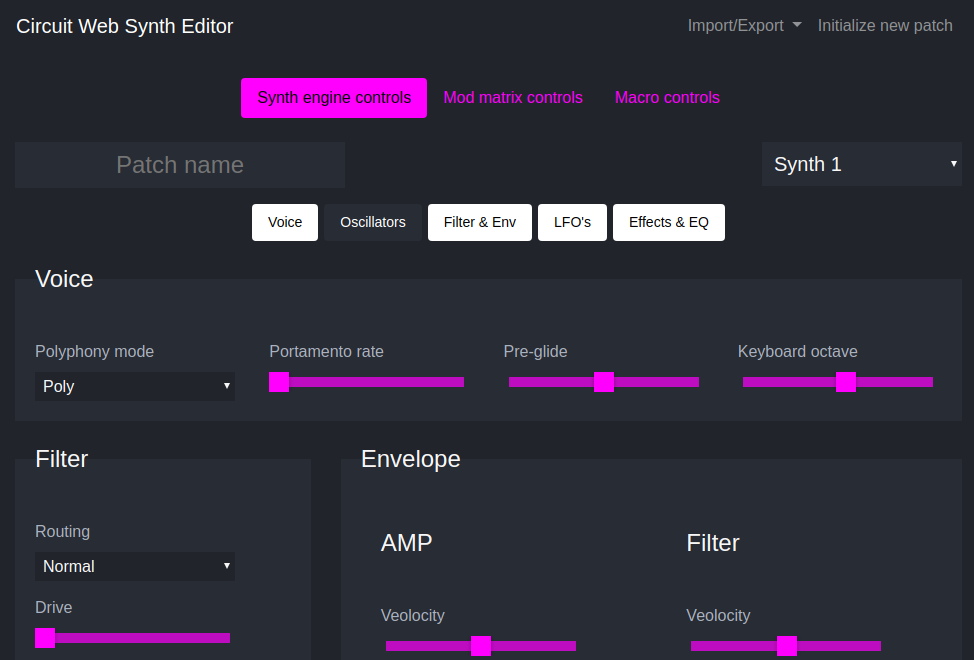 Circuit Web Synth Editor Import/Export Initialize new patch
Synth engine controls Mod matrix controls Macro controls
Patch name Synth 1
Voice Oscillators Filter & Env LFO's Effects & EQ
Voice
Polyphony mode Portamento rate Pre-glide Keyboard octave
Poly
Filter Envelope
Routing AMP Filter
Normal
Drive Veolocity Veolocity